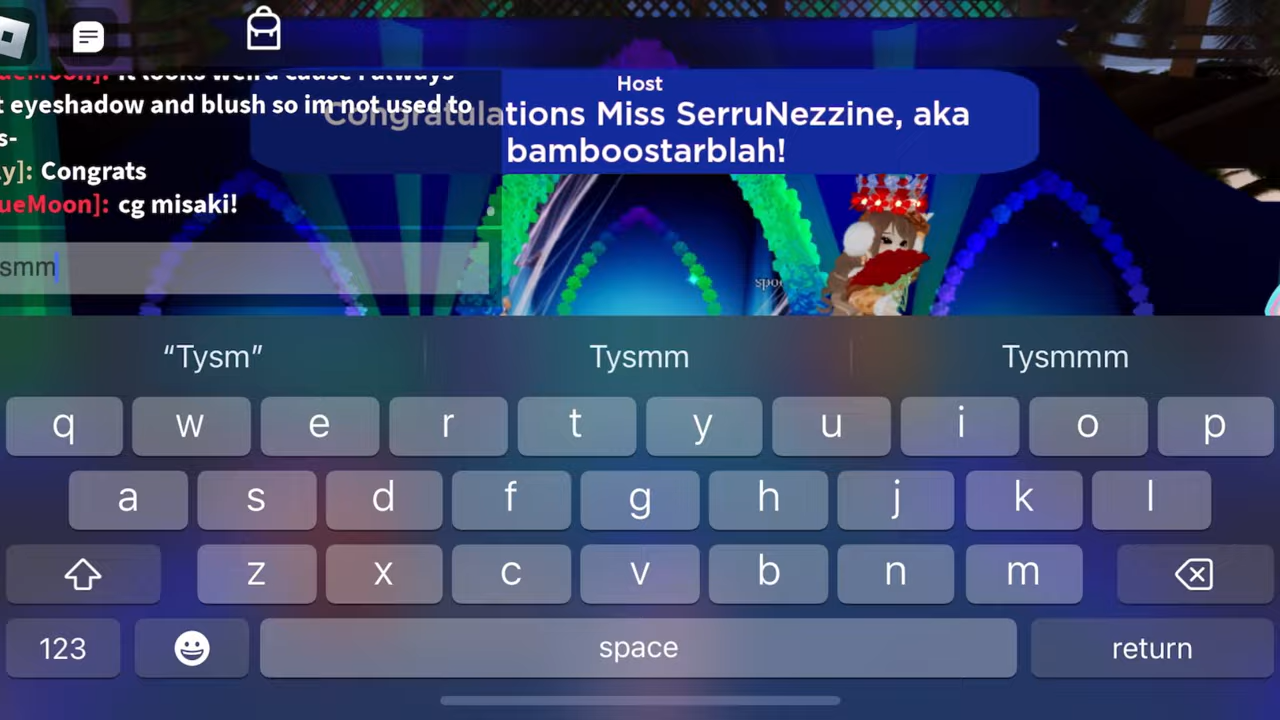 it looks weird cause i always
eyeshadow and blush so im not used to
s-
y]: Congrats
ueMoon]: cg misaki!
smm
Host
Congratulations Miss SerruNezzine, aka
bamboostarblah!
spoo
“Tysm”
Tysmm
Tysmmm
q w e r t y u i o p
a s d f g h j k l
z x c v b n m
123
space
return